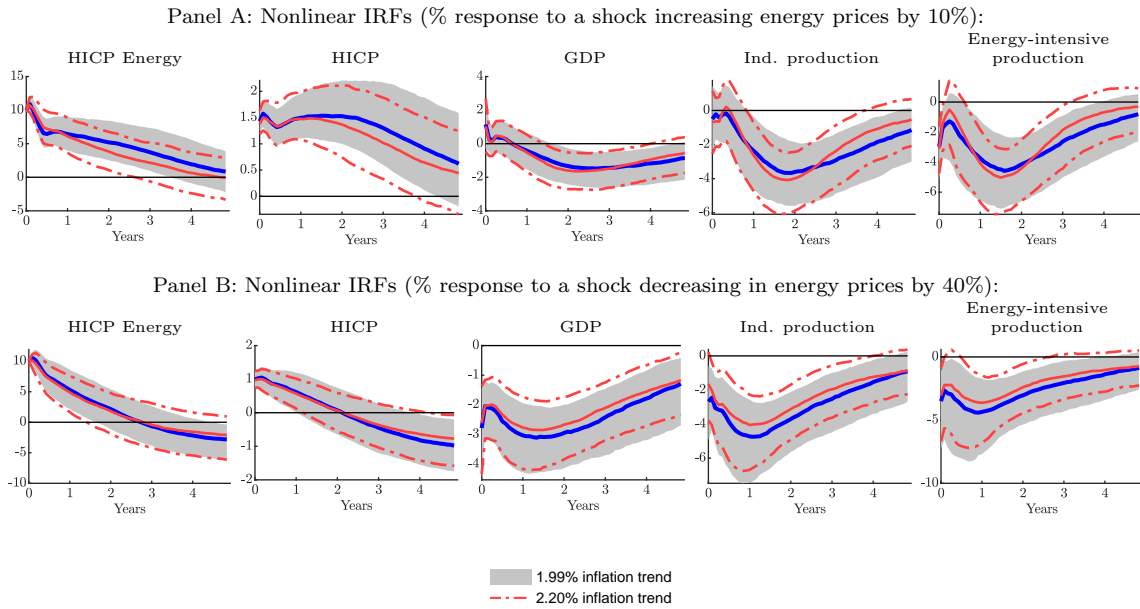 Panel A: Nonlinear IRFs (% response to a shock increasing energy prices by 10%):
HICP Energy
HICP
GDP
Ind. production
Energy-intensive
production
15
10
5
0
-5
0 1 2 3 4
Years
2
1.5
1
0.5
0
0 1 2 3 4
Years
4
2
0
-2
-4
0 1 2 3 4
Years
0
-2
-4
-6
0 1 2 3 4
Years
0
-2
-4
-6
0 1 2 3 4
Years
Panel B: Nonlinear IRFs (% response to a shock decreasing in energy prices by 40%):
HICP Energy
HICP
GDP
Ind. production
Energy-intensive
production
10
5
0
-5
-10
0 1 2 3 4
Years
2
1
0
-1
-2
0 1 2 3 4
Years
0
-1
-2
-3
-4
0 1 2 3 4
Years
0
-2
-4
-6
0 1 2 3 4
Years
0
-5
-10
0 1 2 3 4
Years
1.99% inflation trend
2.20% inflation trend